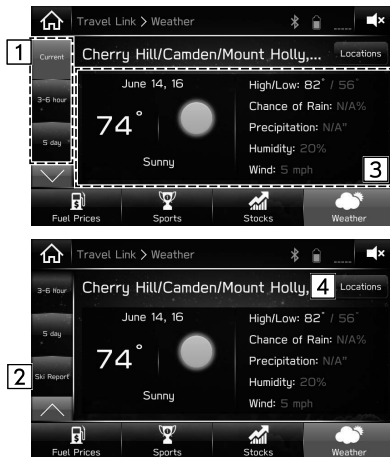 Travel Link > Weather
1
Current
Cherry Hill/Camden/Mount Holly,...
Locations
3-6 hour
5 day
June 14, 16
74°
Sunny
High/Low: 82° / 56°
Chance of Rain: N/A%
Precipitation: N/A"
Humidity: 20%
Wind: 5 mph
3
Fuel Prices
Sports
Stocks
Weather
Travel Link > Weather
3-6 Hour
Cherry Hill/Camden/Mount Holly,
4
Locations
5 day
2
Ski Report
June 14, 16
74°
Sunny
High/Low: 82° / 56°
Chance of Rain: N/A%
Precipitation: N/A"
Humidity: 20%
Wind: 5 mph
Fuel Prices
Sports
Stocks
Weather